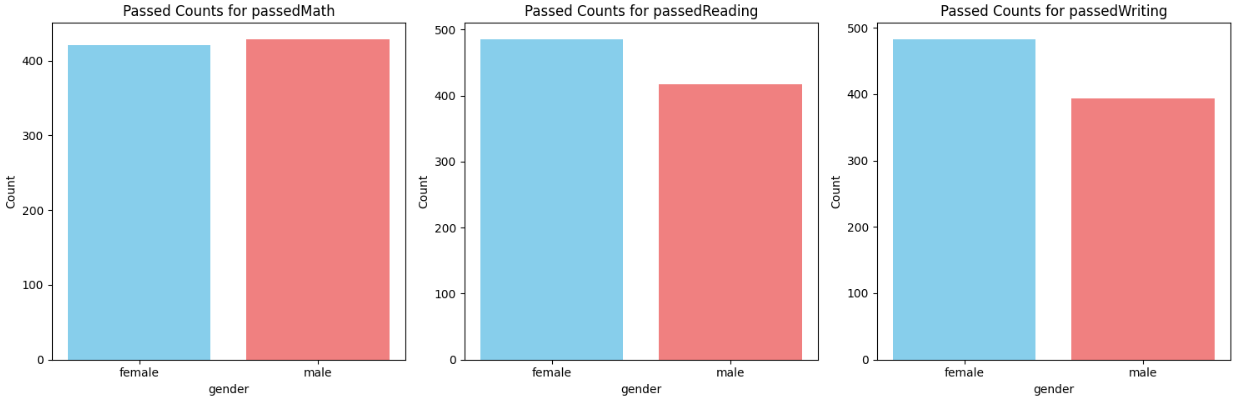 Passed Counts for passedMath
400
300
200
100
0
Count
female
male
gender
Passed Counts for passedReading
500
400
300
200
100
0
Count
female
male
gender
Passed Counts for passedWriting
500
400
300
200
100
0
Count
female
male
gender